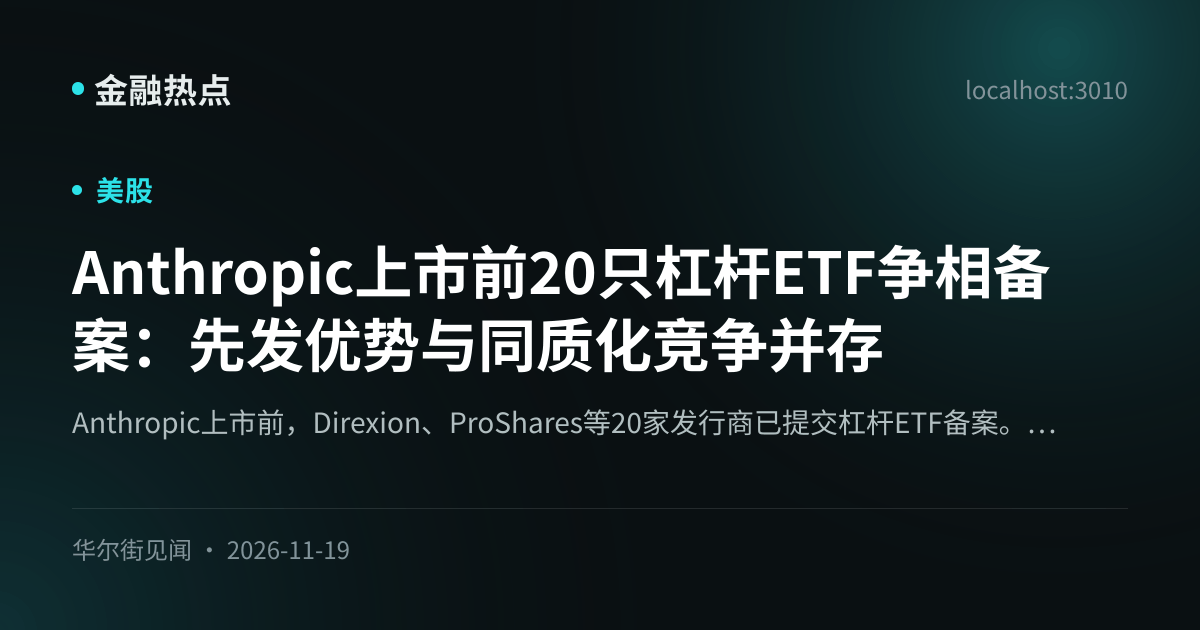 金融热点
localhost:3010
美股
Anthropic上市前20只杠杆ETF争相备
案：先发优势与同质化竞争并存
Anthropic上市前，Direxion、ProShares等20家发行商已提交杠杆ETF备案。…
华尔街见闻 · 2026-11-19